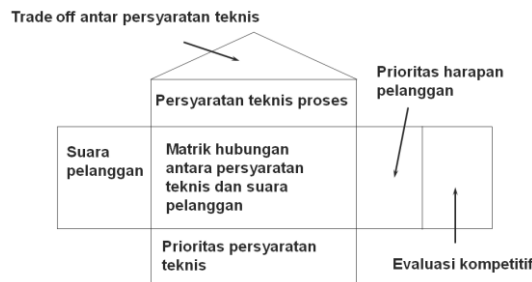 Trade off antar persyaratan teknis
Prioritas harapan
pelanggan
Persyaratan teknis proses
Suara
pelanggan
Matrik hubungan
antara persyaratan
teknis dan suara
pelanggan
Prioritas persyaratan
teknis
Evaluasi kompetitif